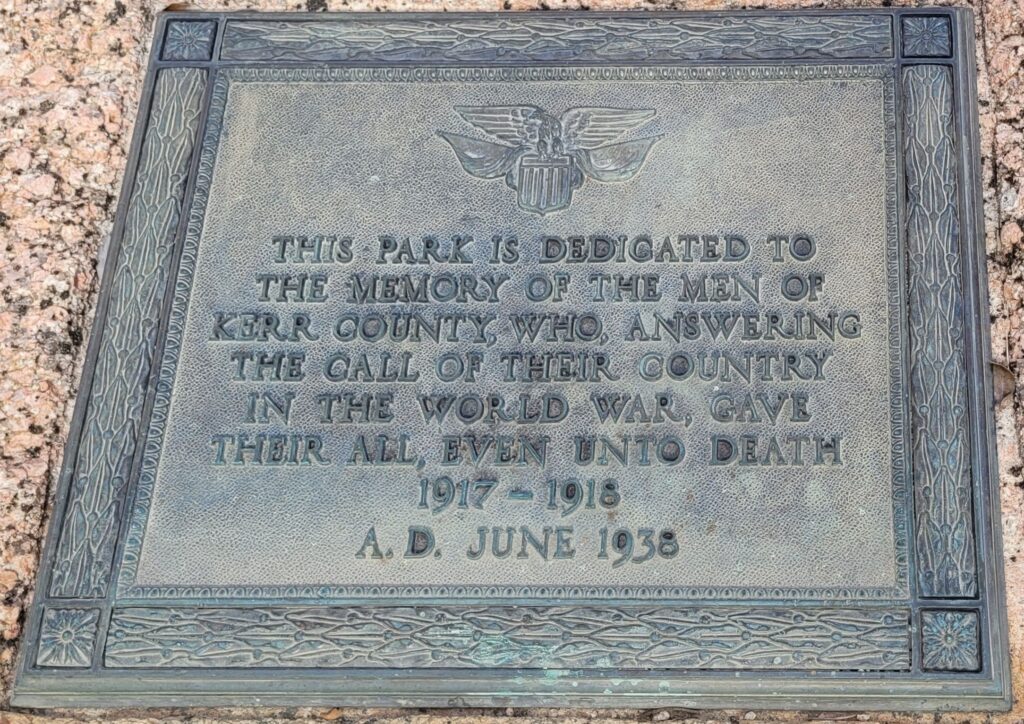 THIS PARK IS DEDICATED TO
THE MEMORY OF THE MEN OF
KERR COUNTY, WHO, ANSWERING
THE CALL OF THEIR COUNTRY
IN THE WORLD WAR, GAVE
THEIR ALL, EVEN UNTO DEATH
1917 – 1918
A. D. JUNE 1938